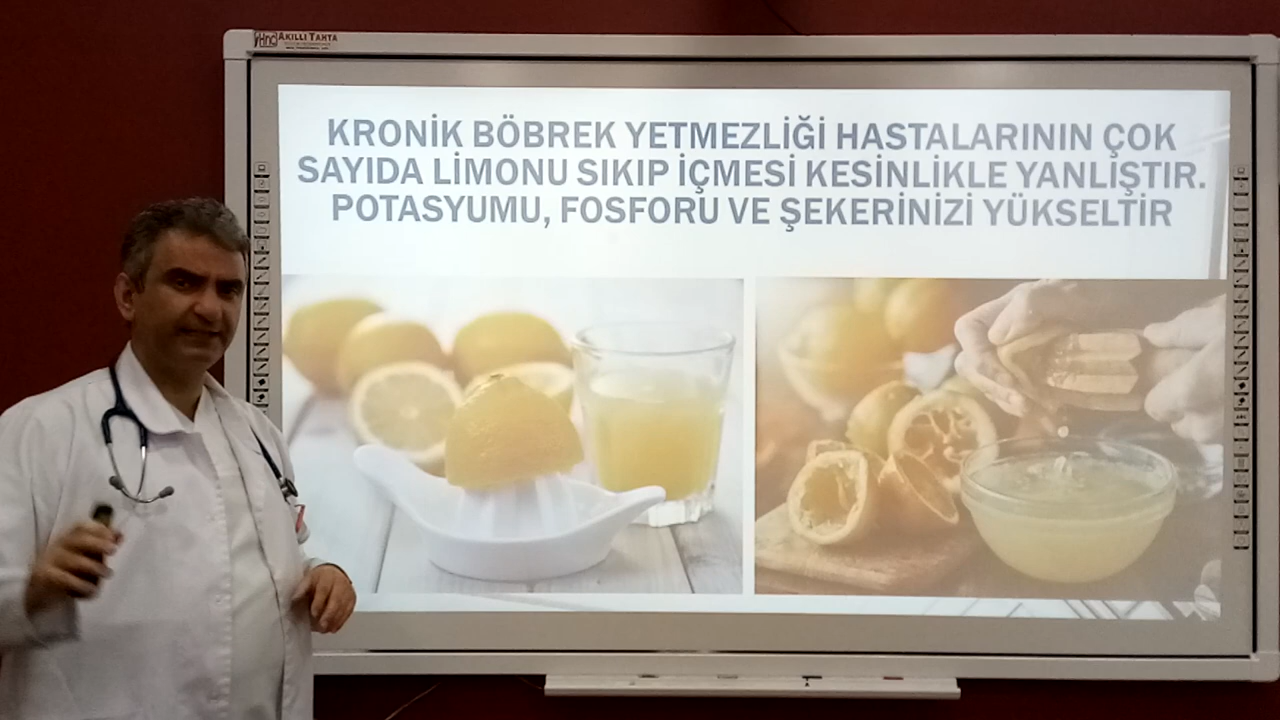 AKILLI TAHTA
KRONİK BÖBREK YETMEZLİĞİ HASTALARININ ÇOK
SAYIDA LİMONU SIKIP İÇMESİ KESİNLİKLE YANLIŞTIR.
POTASYUMU, FOSFORU VE ŞEKERİNİZİ YÜKSELTİR